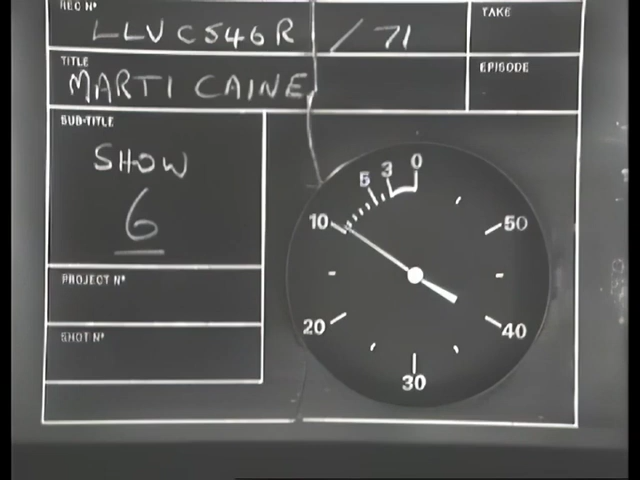 REC Nº
LLVC546R / 71
TAKE
TITLE
MARTI CAINE
EPISODE
SUB-TITLE
SHOW
6
PROJECT Nº
SHOT Nº
0
3
5
10
20
30
40
50